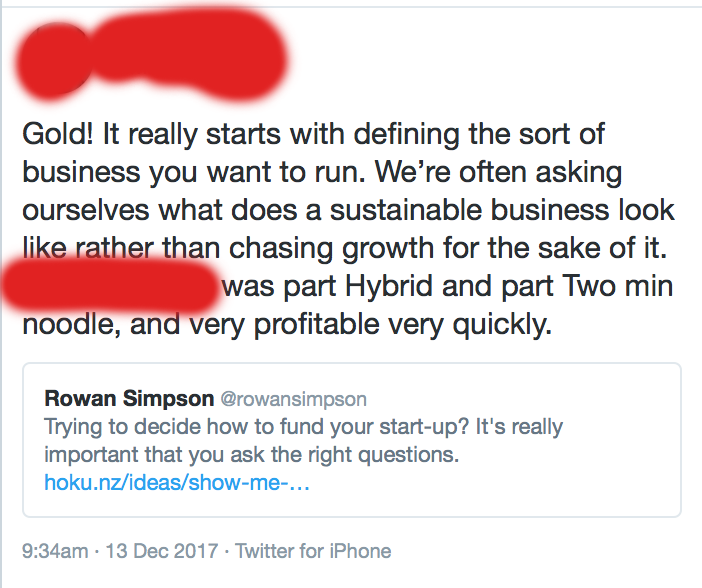 Gold! It really starts with defining the sort of
business you want to run. We’re often asking
ourselves what does a sustainable business look
like rather than chasing growth for the sake of it.
was part Hybrid and part Two min
noodle, and very profitable very quickly.
Rowan Simpson @rowansimpson
Trying to decide how to fund your start-up? It's really
important that you ask the right questions.
hoku.nz/ideas/show-me-…
9:34am · 13 Dec 2017 · Twitter for iPhone